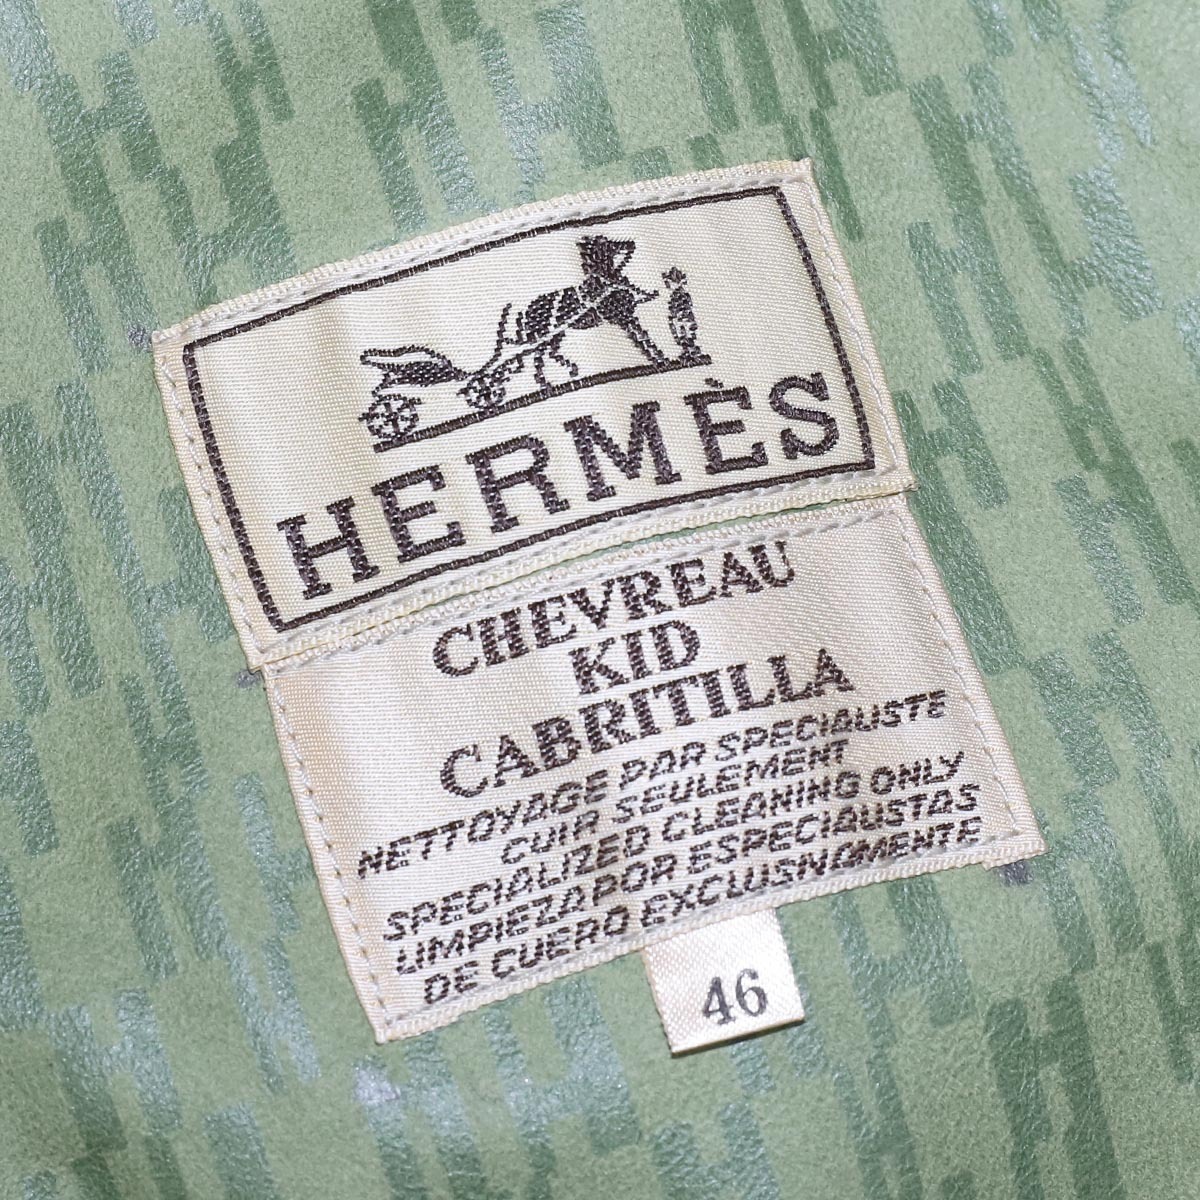 HERMÈS
CHEVREAU
KID
CABRITILLA
NETTOYAGE PAR SPECIALISTE
CUIR SEULEMENT
SPECIALIZED CLEANING ONLY
LIMPIEZA POR ESPECIALISTAS
DE CUERO EXCLUSIVAMENTE
46